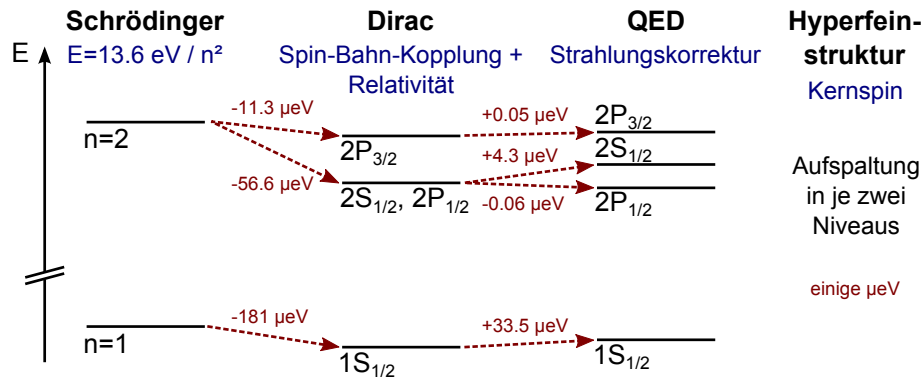 Schrödinger
Dirac
QED
Hyperfein-
struktur
E
E=13.6 eV / n²
Spin-Bahn-Kopplung +
Relativität
Strahlungskorrektur
Kernspin
-11.3 µeV
+0.05 µeV
2P3/2
n=2
2P3/2
2S1/2
+4.3 µeV
-56.6 µeV
2S1/2, 2P1/2
-0.06 µeV
2P1/2
Aufspaltung
in je zwei
Niveaus
einige µeV
-181 µeV
+33.5 µeV
n=1
1S1/2
1S1/2